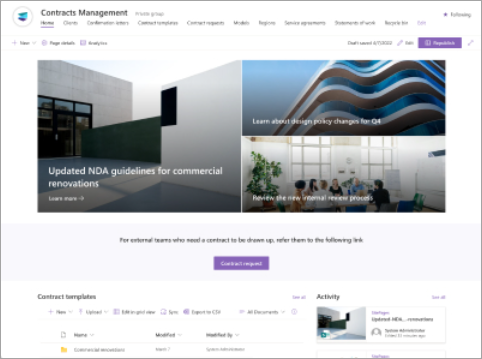 Contracts Management Private group
Following
Home Clients Confirmation letters Contract templates Contract requests Models Regions Service agreements Statements of work Recycle bin Edit
+ New Page details Analytics
Draft saved 6/7/2022 Edit Republish
Learn about design policy changes for Q4
Updated NDA guidelines for commercial
renovations
Learn more →
Review the new internal review process
For external teams who need a contract to be drawn up, refer them to the following link
Contract request
Contract templates See all
+ New Upload Edit in grid view Sync Export to CSV All Documents
Name Modified Modified By
Commercial renovations March 7 System Administrator
Activity See all
SitePages
Updated NDA... renovations
System Administrator